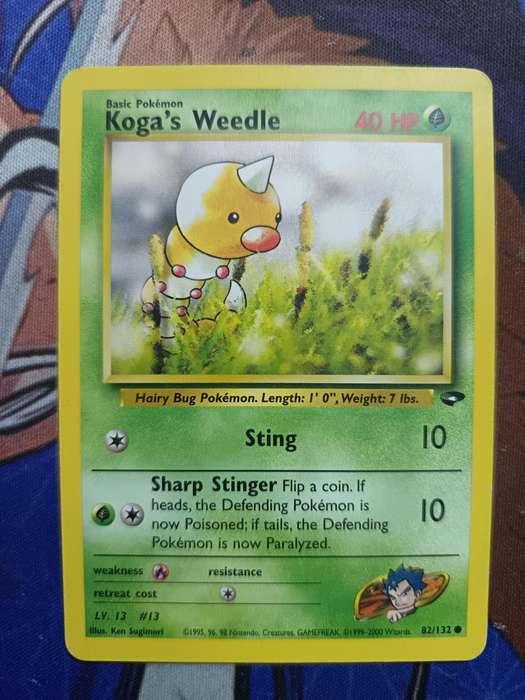 Basic Pokémon
Koga's Weedle 40 HP
Hairy Bug Pokémon. Length: 1' 0", Weight: 7 lbs.
Sting 10
Sharp Stinger Flip a coin. If
heads, the Defending Pokémon is
now Poisoned; if tails, the Defending
Pokémon is now Paralyzed.
10
weakness resistance
retreat cost
LV. 13 #13
Illus. Ken Sugimori ©1995, 96, 98 Nintendo, Creatures, GAMEFREAK. ©1999-2000 Wizards. 82/132